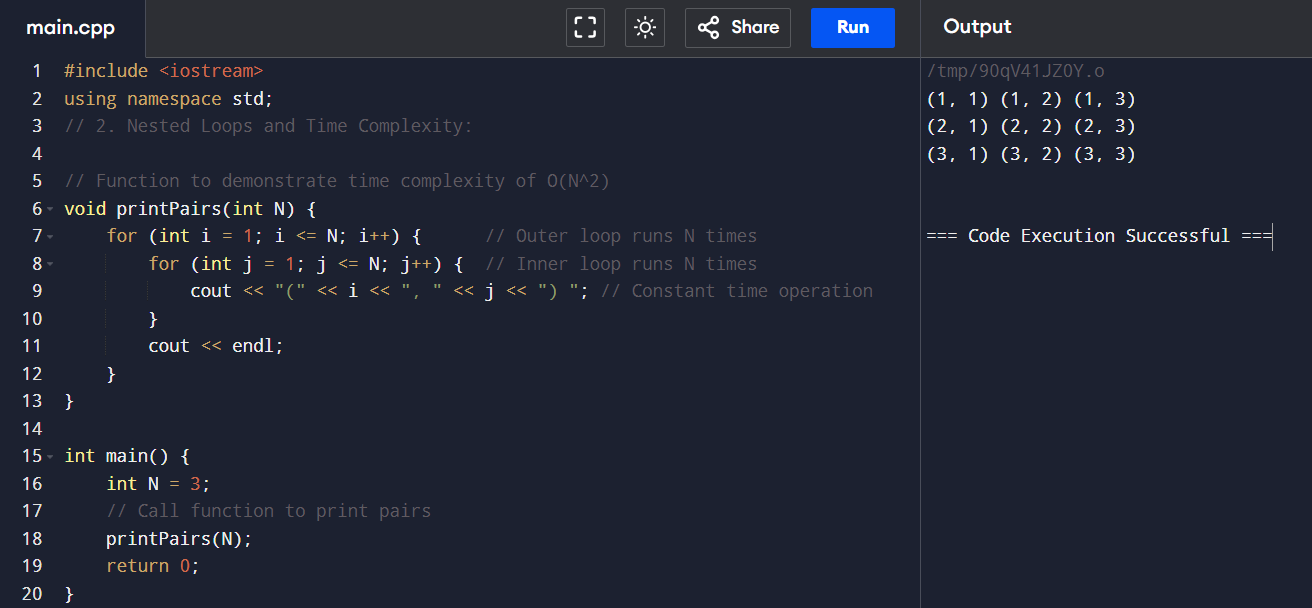 main.cpp
Share
Run
Output
1 #include <iostream>
2 using namespace std;
3 // 2. Nested Loops and Time Complexity:
4
5 // Function to demonstrate time complexity of O(N^2)
6 void printPairs(int N) {
7     for (int i = 1; i <= N; i++) {      // Outer loop runs N times
8         for (int j = 1; j <= N; j++) {  // Inner loop runs N times
9             cout << "(" << i << ", " << j << ") "; // Constant time operation
10         }
11         cout << endl;
12     }
13 }
14
15 int main() {
16     int N = 3;
17     // Call function to print pairs
18     printPairs(N);
19     return 0;
20 }
/tmp/90qV41JZ0Y.o
(1, 1) (1, 2) (1, 3)
(2, 1) (2, 2) (2, 3)
(3, 1) (3, 2) (3, 3)
=== Code Execution Successful ===